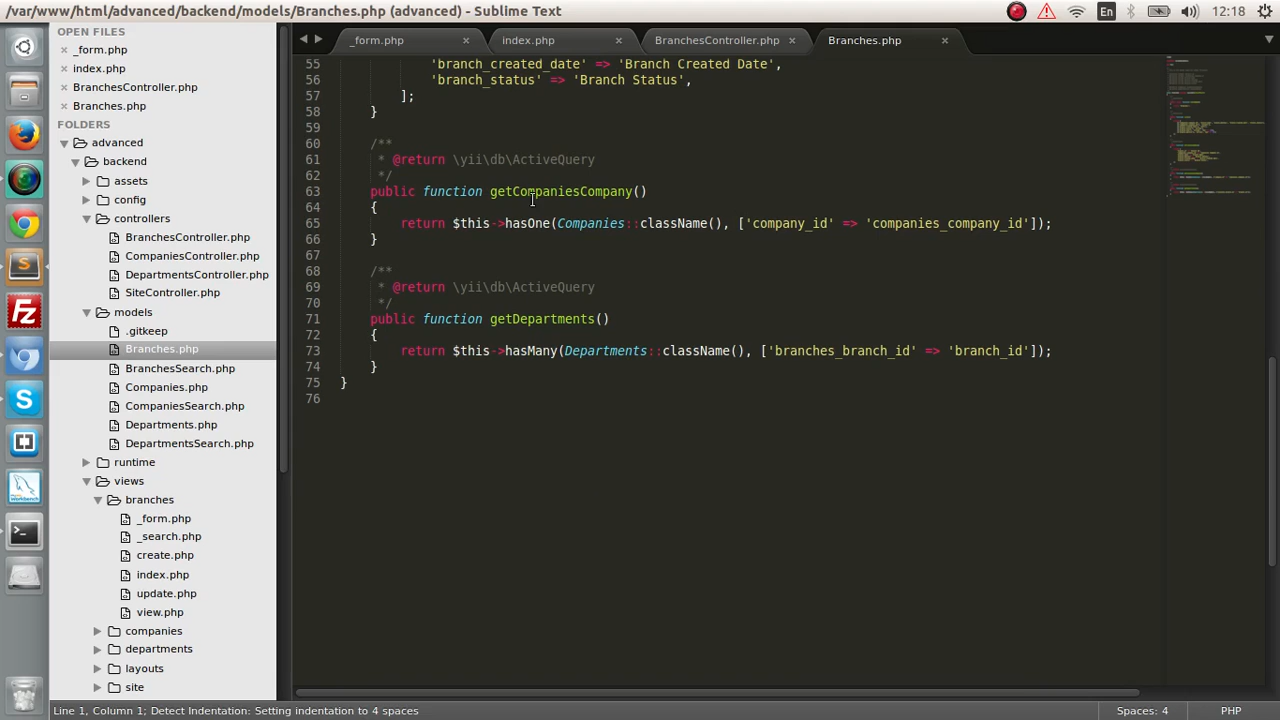 /var/www/html/advanced/backend/models/Branches.php (advanced) - Sublime Text
En
12:18
OPEN FILES
_form.php
index.php
BranchesController.php
Branches.php
FOLDERS
advanced
backend
assets
config
controllers
BranchesController.php
CompaniesController.php
DepartmentsController.php
SiteController.php
models
.gitkeep
Branches.php
BranchesSearch.php
Companies.php
CompaniesSearch.php
Departments.php
DepartmentsSearch.php
runtime
views
branches
_form.php
_search.php
create.php
index.php
update.php
view.php
companies
departments
layouts
site
_form.php
index.php
BranchesController.php
Branches.php
55 'branch_created_date' => 'Branch Created Date',
56 'branch_status' => 'Branch Status',
57 ];
58 }
59
60 /**
61 * @return \yii\db\ActiveQuery
62 */
63 public function getCompaniesCompany()
64 {
65 return $this->hasOne(Companies::className(), ['company_id' => 'companies_company_id']);
66 }
67
68 /**
69 * @return \yii\db\ActiveQuery
70 */
71 public function getDepartments()
72 {
73 return $this->hasMany(Departments::className(), ['branches_branch_id' => 'branch_id']);
74 }
75 }
76
Line 1, Column 1; Detect Indentation: Setting indentation to 4 spaces
Spaces: 4
PHP